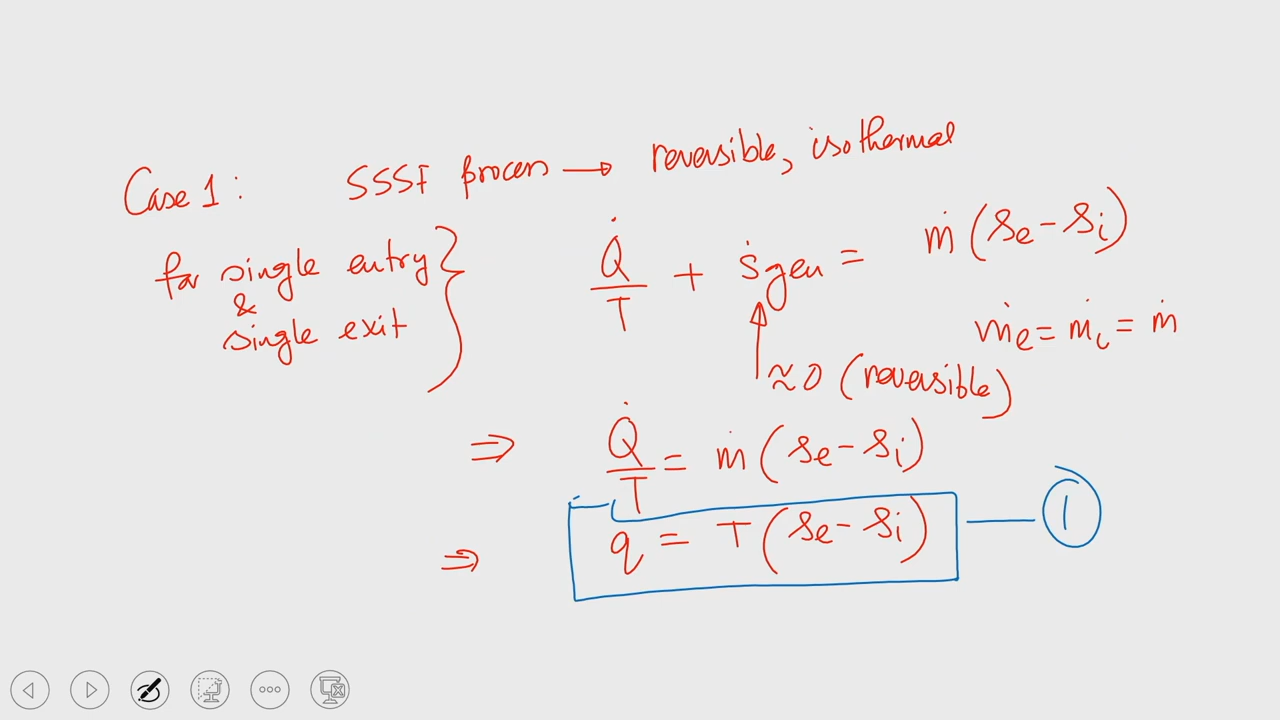 Case 1: SSSF process → reversible, isothermal
for single entry
&
single exit
Q̇/T + ṡgen = ṁ(se - si)
ṁe = ṁi = ṁ
≈ 0 (reversible)
⇒ Q̇/T = ṁ(se - si)
⇒ q = T(se - si) — 1